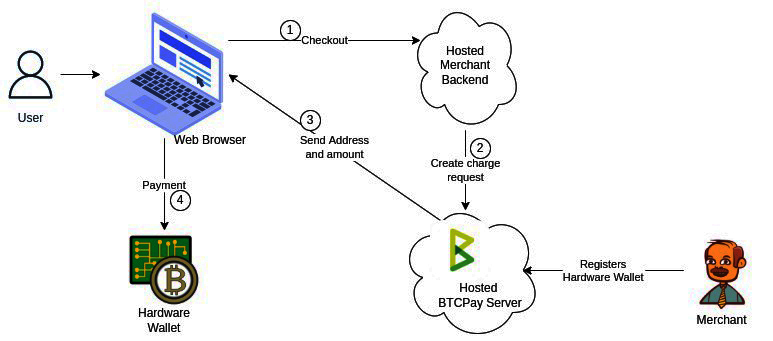 1
Checkout
Hosted
Merchant
Backend
User
Web Browser
3
Send Address
and amount
2
Create charge
request
Payment
4
Hardware
Wallet
Hosted
BTCPay Server
Registers
Hardware Wallet
Merchant